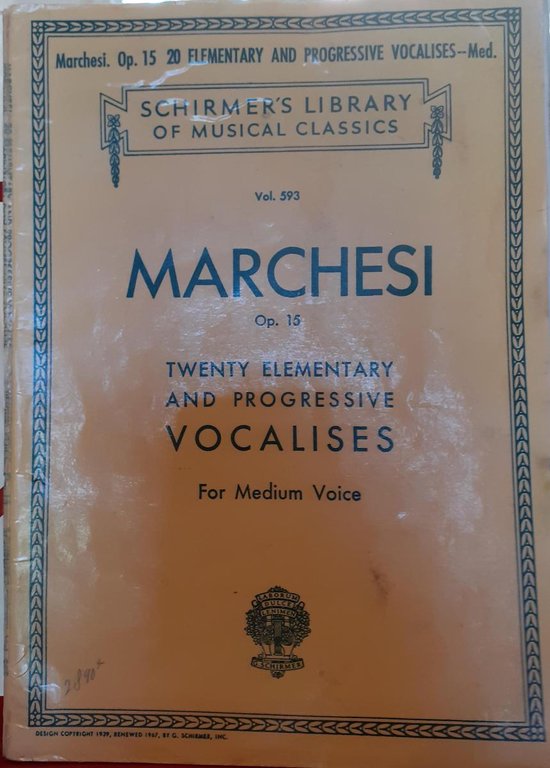 Marchesi. Op. 15 20 ELEMENTARY AND PROGRESSIVE VOCALISES--Med.
SCHIRMER'S LIBRARY
OF MUSICAL CLASSICS
Vol. 593
MARCHESI
Op. 15
TWENTY ELEMENTARY
AND PROGRESSIVE
VOCALISES
For Medium Voice
LABORUM
DULCE
LENIMEN
G. SCHIRMER
DESIGN COPYRIGHT 1939, RENEWED 1967, BY G. SCHIRMER, INC.